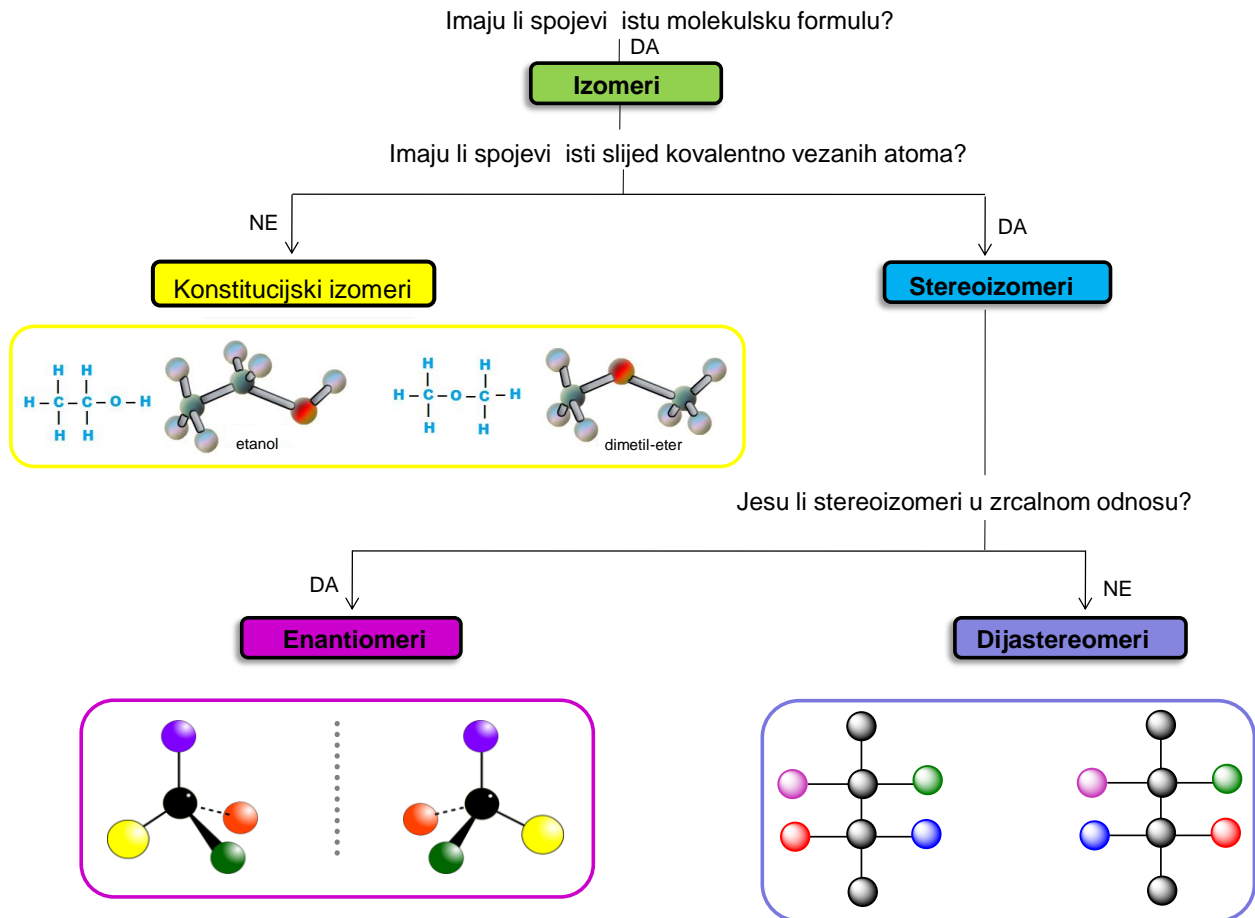 Imaju li spojevi  istu molekulsku formulu?
DA
Izomeri
Imaju li spojevi  isti slijed kovalentno vezanih atoma?
NE
DA
Konstitucijski izomeri
Stereoizomeri
H H
H – C – C – O – H
H H
etanol
H H
H – C – O – C – H
H H
dimetil-eter
Jesu li stereoizomeri u zrcalnom odnosu?
DA
NE
Enantiomeri
Dijastereomeri